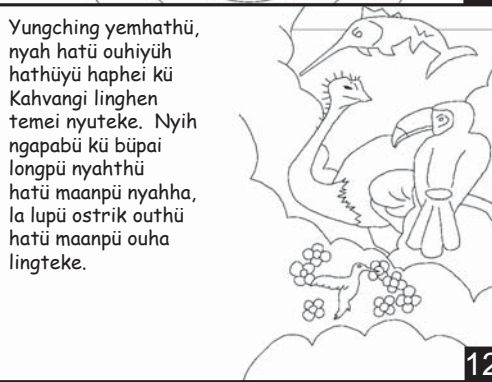 Yungching yemhathü,
nyah hatü ouhiyüh
hathüyü haphei kü
Kahvangi linghen
temei nyuteke. Nyih
ngapabü kü büpai
longpü nyahthü
hatü maanpü nyahha,
la lupü ostrik outhü
hatü maanpü ouha
lingteke.
12